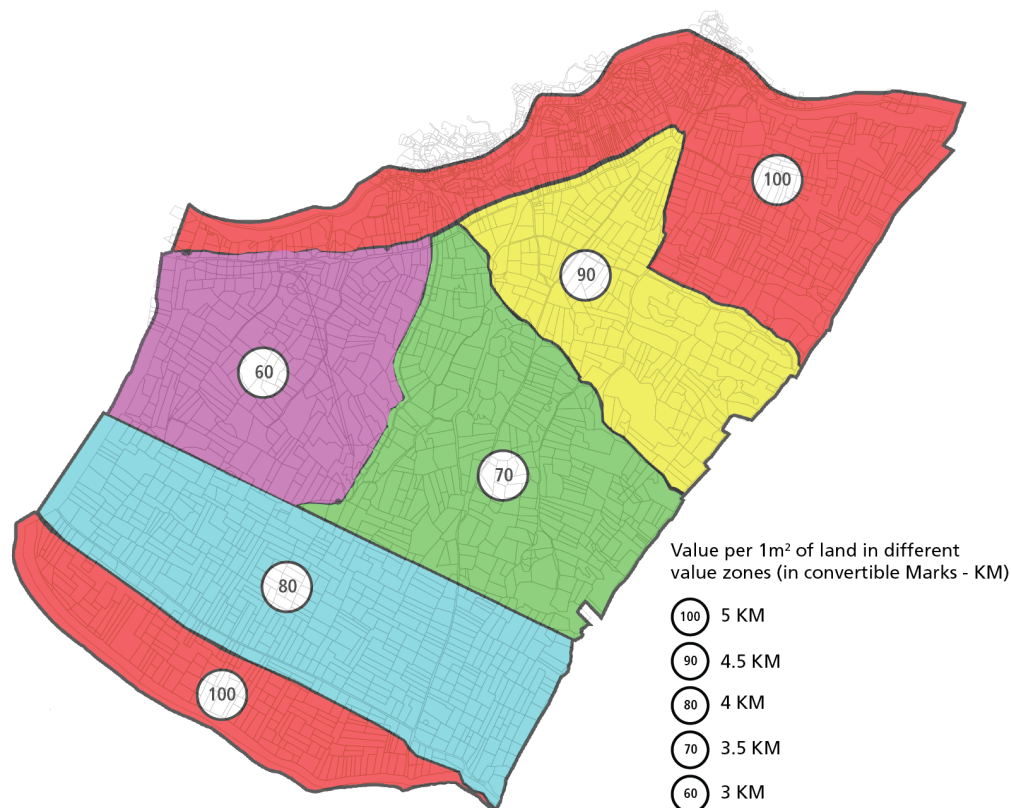 100
90
60
70
80
100
Value per 1m² of land in different
value zones (in convertible Marks - KM)
100 5 KM
90 4.5 KM
80 4 KM
70 3.5 KM
60 3 KM